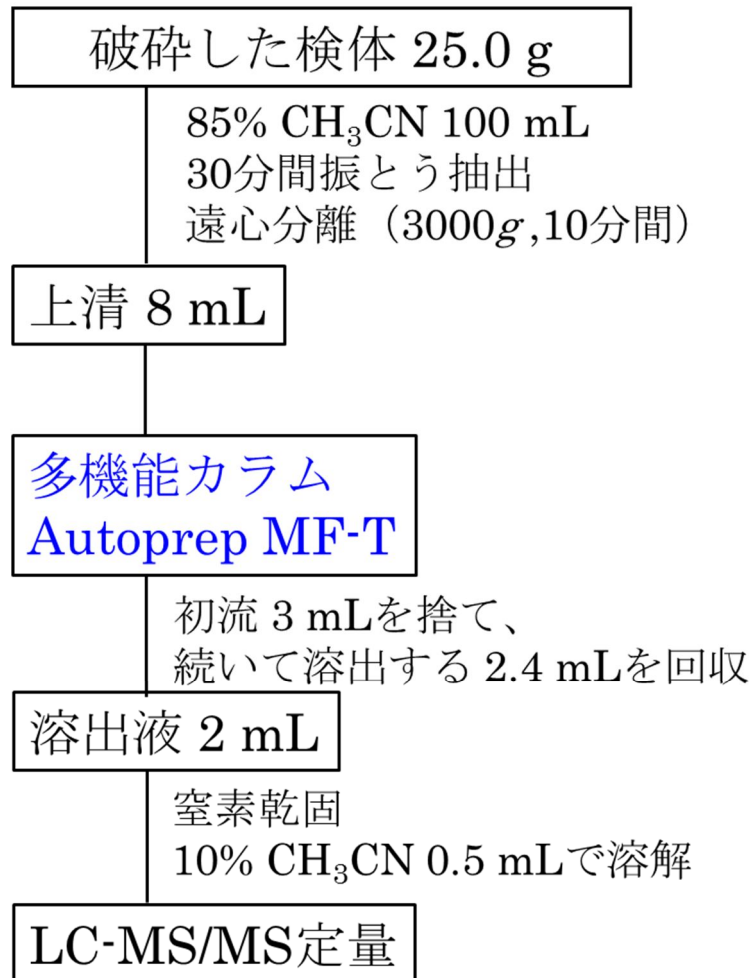 破砕した検体 25.0 g
85% CH₃CN 100 mL
30分間振とう抽出
遠心分離（3000g,10分間）
上清 8 mL
多機能カラム
Autoprep MF-T
初流 3 mLを捨て、
続いて溶出する 2.4 mLを回収
溶出液 2 mL
窒素乾固
10% CH₃CN 0.5 mLで溶解
LC-MS/MS定量